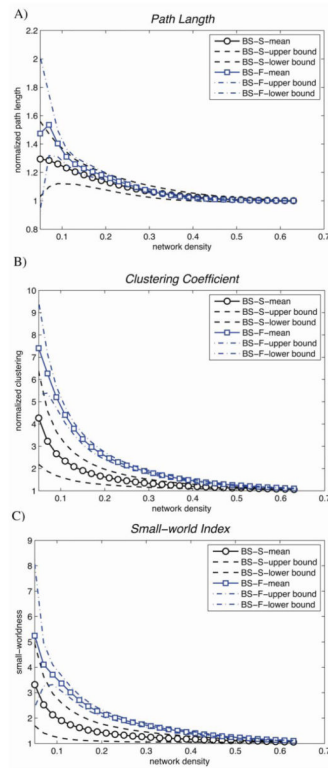 A)
Path Length
2.2
2
1.8
1.6
1.4
1.2
1
0.8
normalized path length
BS-S-mean
BS-S-upper bound
BS-S-lower bound
BS-F-mean
BS-F-upper bound
BS-F-lower bound
0.1 0.2 0.3 0.4 0.5 0.6 0.7
network density
B)
Clustering Coefficient
10
9
8
7
6
5
4
3
2
1
normalized clustering
BS-S-mean
BS-S-upper bound
BS-S-lower bound
BS-F-mean
BS-F-upper bound
BS-F-lower bound
0.1 0.2 0.3 0.4 0.5 0.6 0.7
network density
C)
Small-world Index
9
8
7
6
5
4
3
2
1
small-worldness
BS-S-mean
BS-S-upper bound
BS-S-lower bound
BS-F-mean
BS-F-upper bound
BS-F-lower bound
0.1 0.2 0.3 0.4 0.5 0.6 0.7
network density